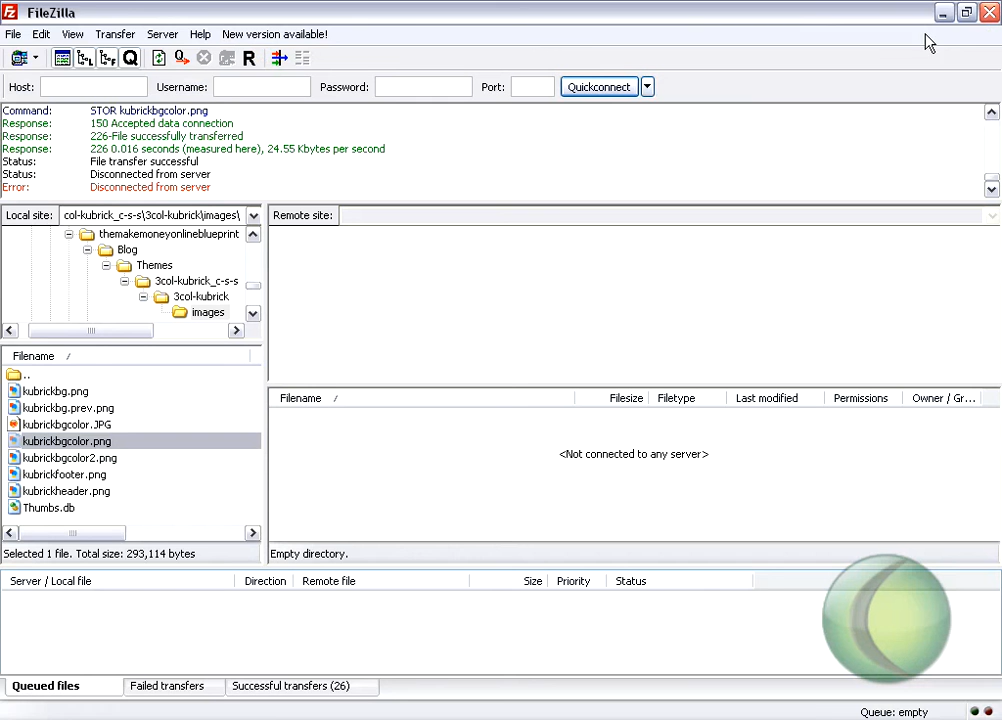 FileZilla
File Edit View Transfer Server Help New version available!
Q R
Host: Username: Password: Port: Quickconnect
Command: STOR kubrickbgcolor.png
Response: 150 Accepted data connection
Response: 226-File successfully transferred
Response: 226 0.016 seconds (measured here), 24.55 Kbytes per second
Status: File transfer successful
Status: Disconnected from server
Error: Disconnected from server
Local site: col-kubrick_c-s-s\3col-kubrick\images\ Remote site:
themakemoneyonlineblueprint
Blog
Themes
3col-kubrick_c-s-s
3col-kubrick
images
Filename /
..
kubrickbg.png
kubrickbg.prev.png
kubrickbgcolor.JPG
kubrickbgcolor.png
kubrickbgcolor2.png
kubrickfooter.png
kubrickheader.png
Thumbs.db
Selected 1 file. Total size: 293,114 bytes
Filename / Filesize Filetype Last modified Permissions Owner / Gr...
<Not connected to any server>
Empty directory.
Server / Local file Direction Remote file Size Priority Status
Queued files Failed transfers Successful transfers (26)
Queue: empty